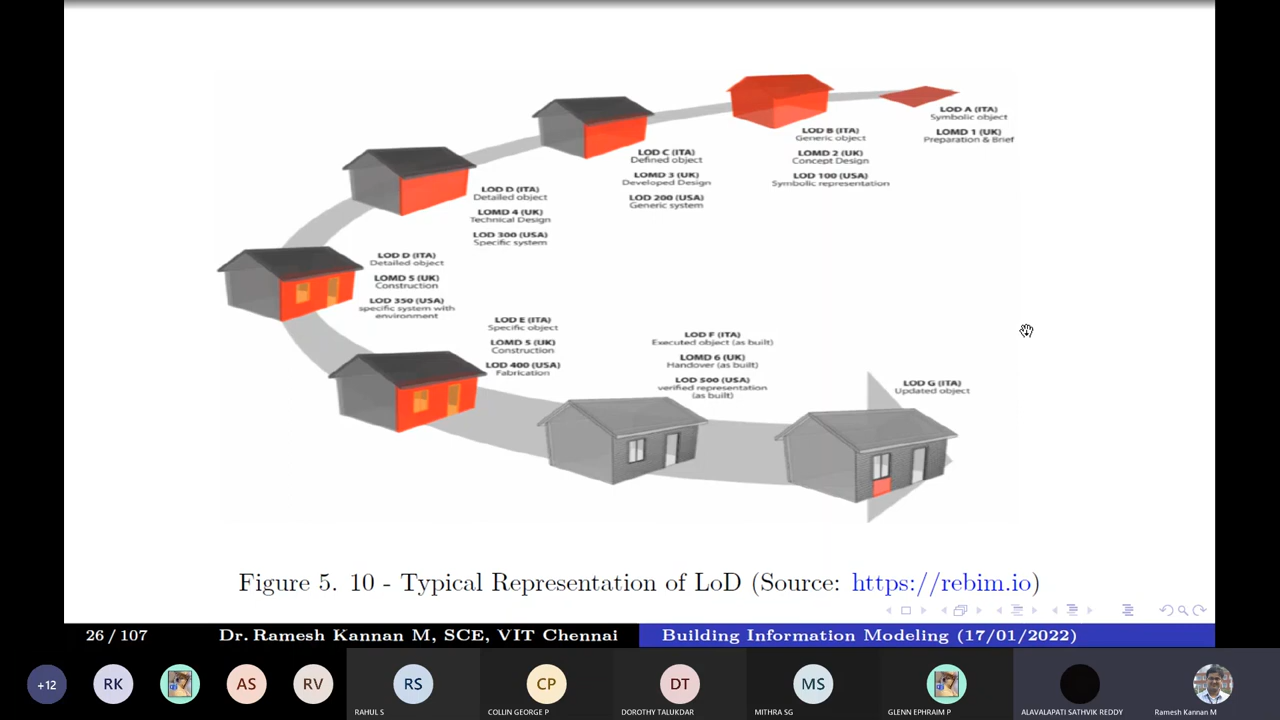 LOD A (ITA)
Symbolic object
LOMD 1 (UK)
Preparation & Brief
LOD B (ITA)
Generic object
LOMD 2 (UK)
Concept Design
LOD 100 (USA)
Symbolic representation
LOD C (ITA)
Defined object
LOMD 3 (UK)
Developed Design
LOD 200 (USA)
Generic system
LOD D (ITA)
Detailed object
LOMD 4 (UK)
Technical Design
LOD 300 (USA)
Specific system
LOD D (ITA)
Detailed object
LOMD 5 (UK)
Construction
LOD 350 (USA)
specific system with
environment
LOD E (ITA)
Specific object
LOMD 5 (UK)
Construction
LOD 400 (USA)
Fabrication
LOD F (ITA)
Executed object (as built)
LOMD 6 (UK)
Handover (as built)
LOD 500 (USA)
verified representation
(as built)
LOD G (ITA)
Updated object
Figure 5. 10 - Typical Representation of LoD (Source: https://rebim.io)
26 / 107
Dr. Ramesh Kannan M, SCE, VIT Chennai
Building Information Modeling (17/01/2022)
+12
RK
AS
RV
RS
CP
DT
MS
RAHUL S
COLLIN GEORGE P
DOROTHY TALUKDAR
MITHRA SG
GLENN EPHRAIM P
ALAVALAPATI SATHVIK REDDY
Ramesh Kannan M